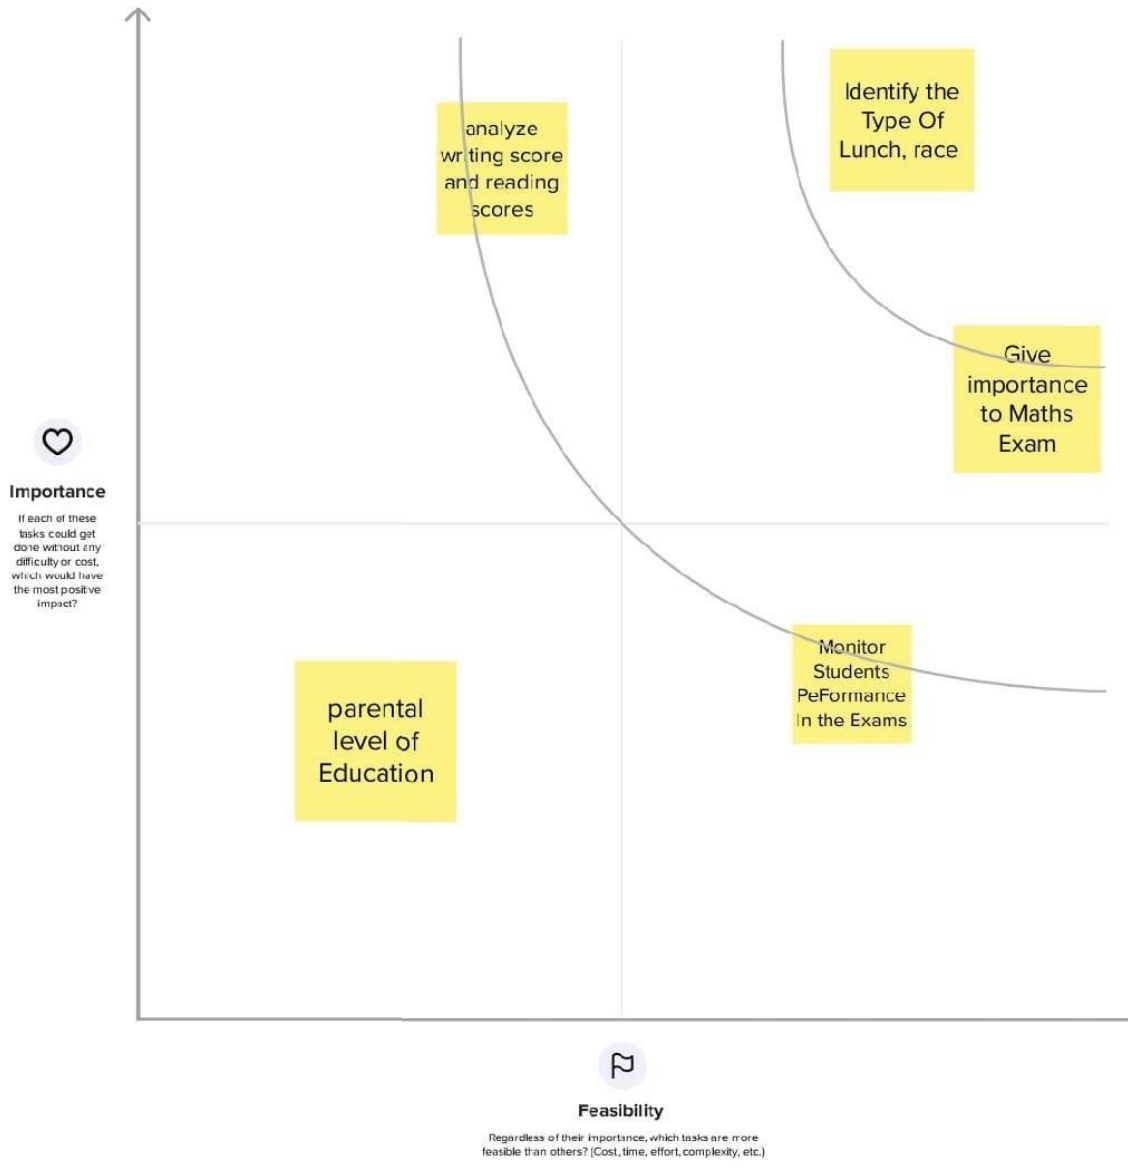 Identify the
Type Of
Lunch, race
analyze
writing score
and reading
scores
Give
importance
to Maths
Exam
Importance
If each of these
tasks could get
done without any
difficulty or cost,
which would have
the most positive
impact?
Monitor
Students
PeFormance
In the Exams
parental
level of
Education
Feasibility
Regardless of their importance, which tasks are more
feasible than others? (Cost, time, effort, complexity, etc.)